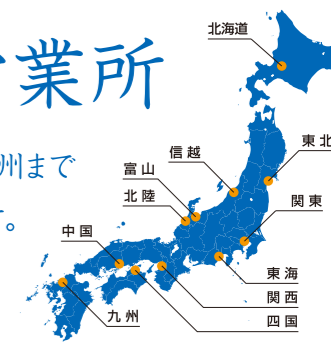 業所
州まで
。
北海道
東北
信越
富山
北陸
関東
中国
東海
関西
四国
九州